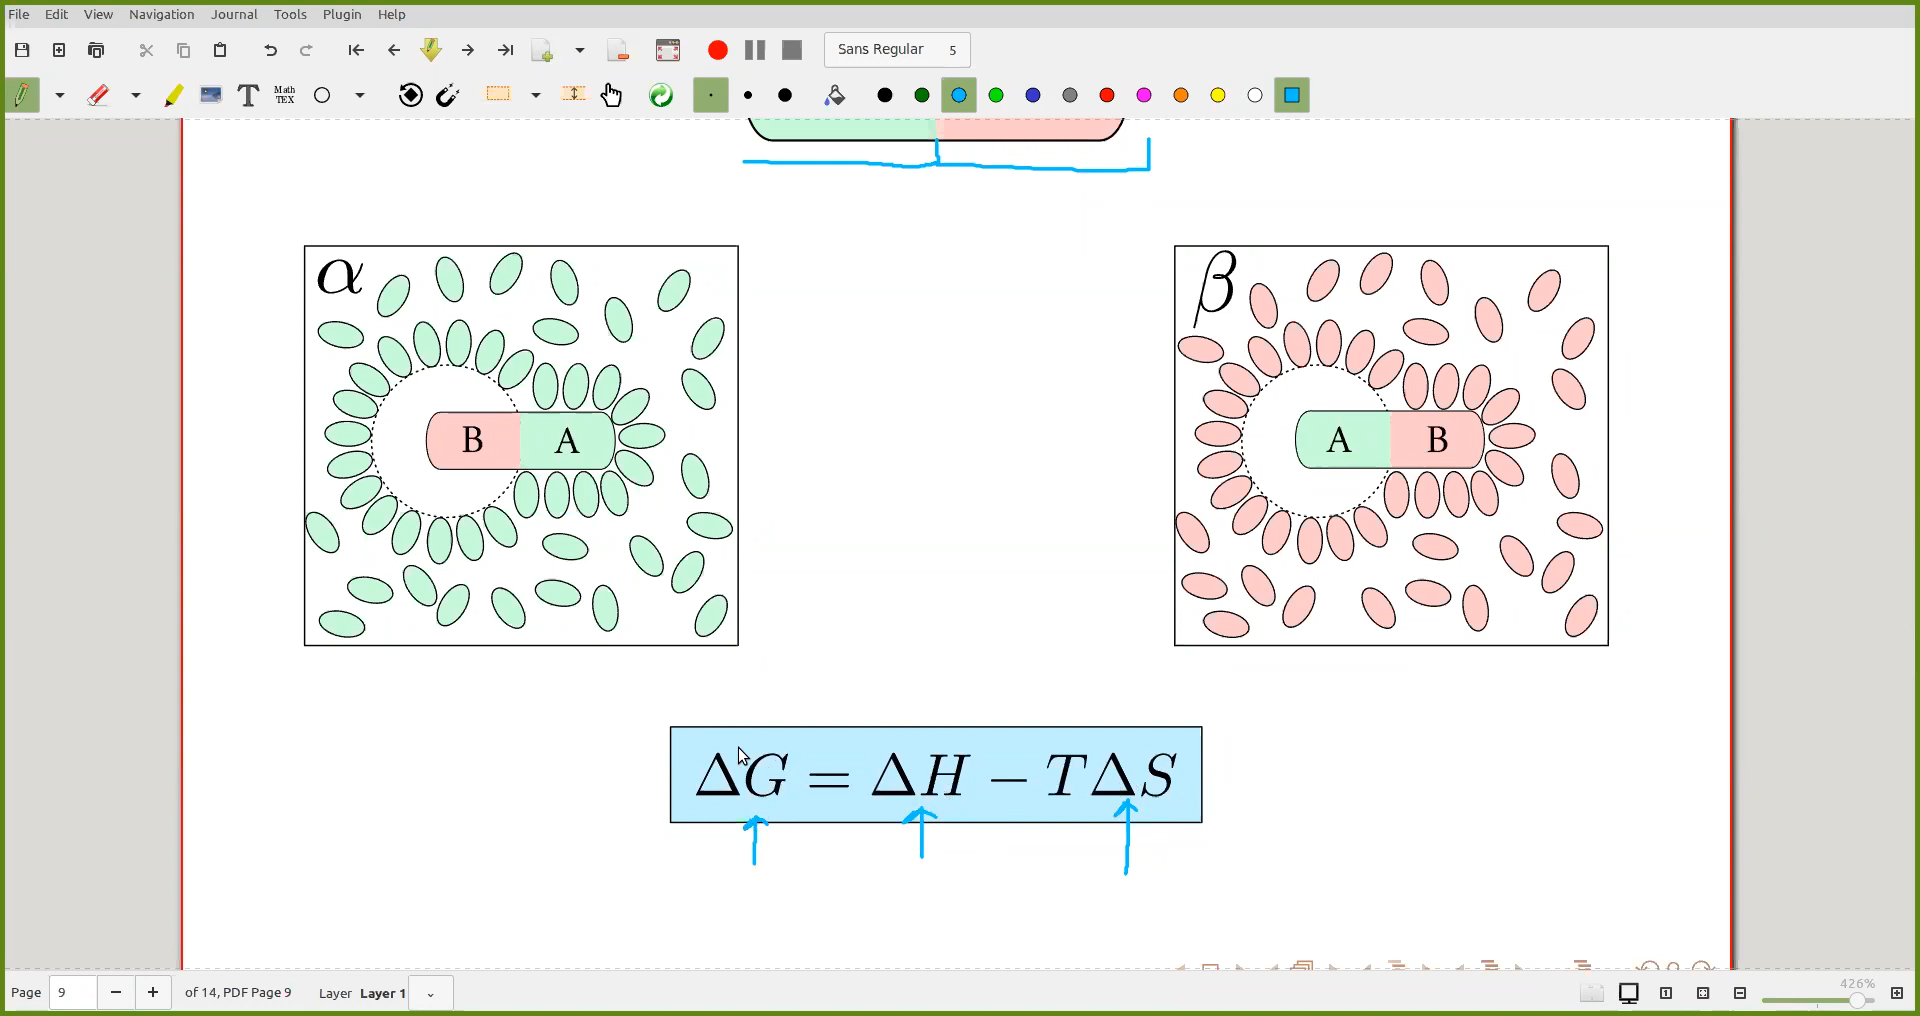 File Edit View Navigation Journal Tools Plugin Help
Sans Regular 5
Math TEX
α
β
B A
A B
ΔG = ΔH − TΔS
Page 9 of 14, PDF Page 9 Layer Layer 1
426%